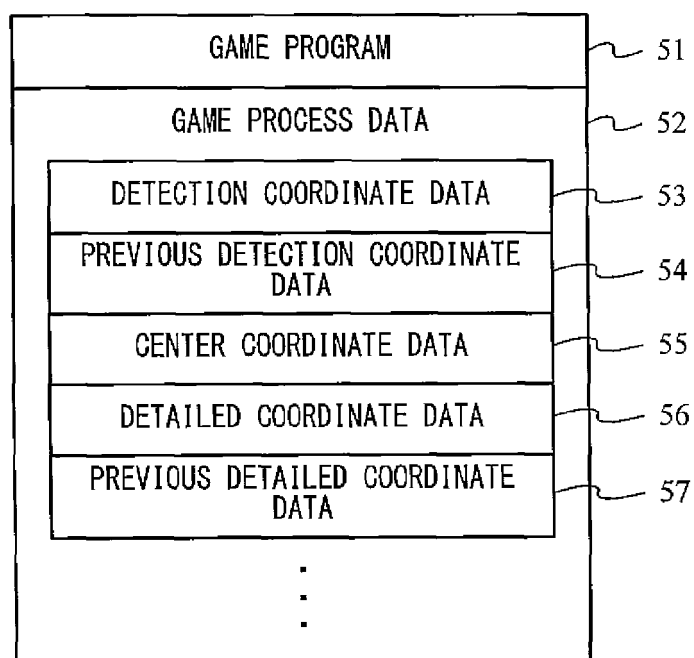 GAME PROGRAM 51
GAME PROCESS DATA 52
DETECTION COORDINATE DATA 53
PREVIOUS DETECTION COORDINATE
DATA 54
CENTER COORDINATE DATA 55
DETAILED COORDINATE DATA 56
PREVIOUS DETAILED COORDINATE
DATA 57